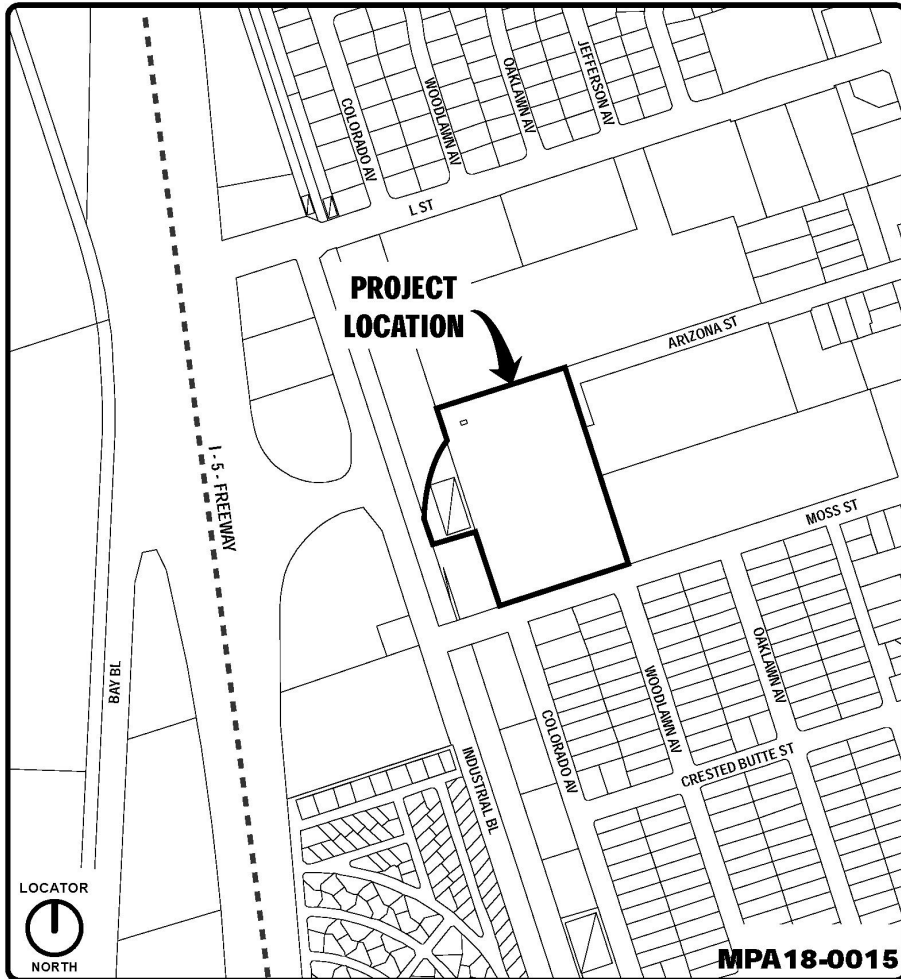 COLORADO AV
WOODLAWN AV
OAKLAWN AV
JEFFERSON AV
L ST
PROJECT
LOCATION
ARIZONA ST
I - 5 - FREEWAY
MOSS ST
BAY BL
INDUSTRIAL BL
COLORADO AV
WOODLAWN AV
OAKLAWN AV
CRESTED BUTTE ST
LOCATOR
NORTH
MPA18-0015